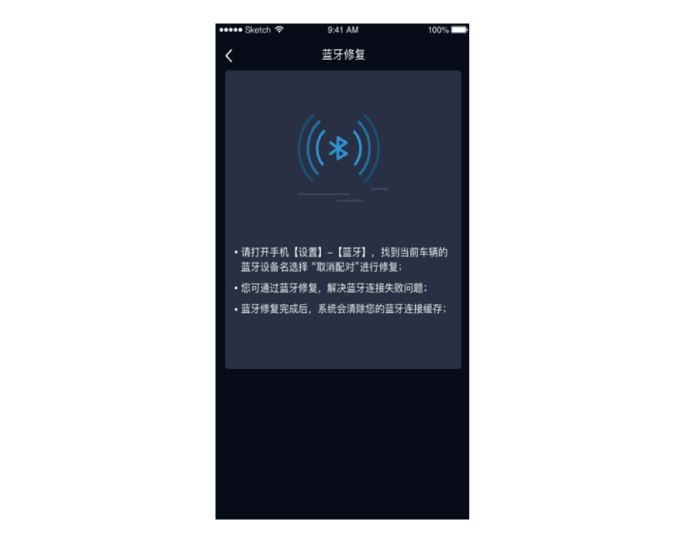 ●●●●● Sketch 9:41 AM 100%
蓝牙修复
• 请打开手机【设置】–【蓝牙】，找到当前车辆的
蓝牙设备名选择“取消配对”进行修复；
• 您可通过蓝牙修复，解决蓝牙连接失败问题；
• 蓝牙修复完成后，系统会清除您的蓝牙连接缓存；